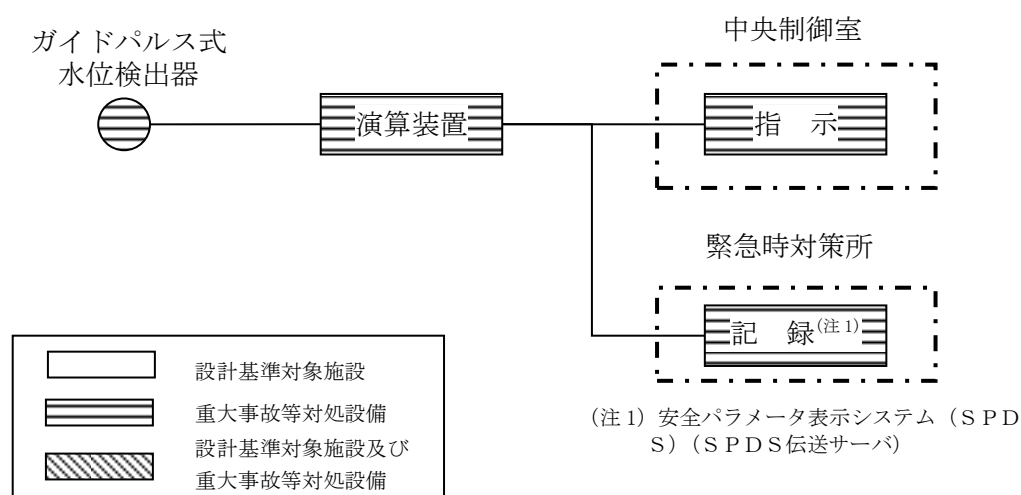 ガイドパルス式
水位検出器
演算装置
中央制御室
指　示
緊急時対策所
記　録(注1)
(注1) 安全パラメータ表示システム（ＳＰＤ
Ｓ）（ＳＰＤＳ伝送サーバ）
設計基準対象施設
重大事故等対処設備
設計基準対象施設及び
重大事故等対処設備